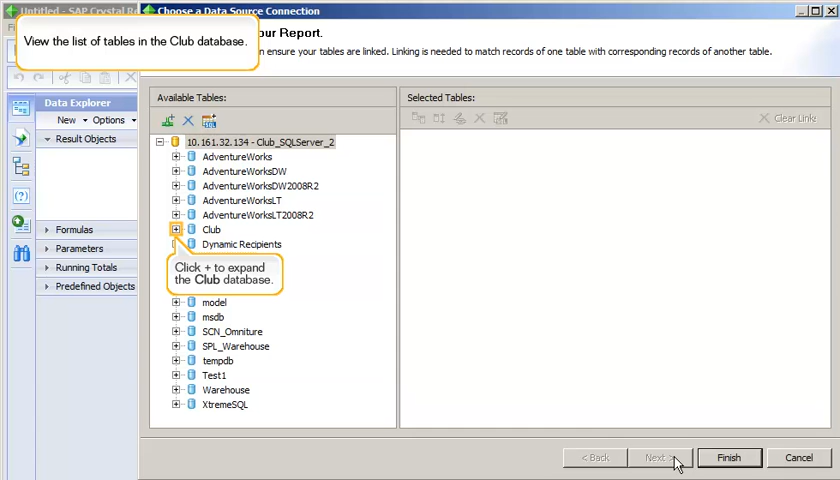 Untitled - SAP Crystal Re
Choose a Data Source Connection
View the list of tables in the Club database.
our Report.
n ensure your tables are linked. Linking is needed to match records of one table with corresponding records of another table.
Data Explorer
New
Options
Result Objects
Formulas
Parameters
Running Totals
Predefined Objects
Available Tables:
10.161.32.134 - Club_SQLServer_2
AdventureWorks
AdventureWorksDW
AdventureWorksDW2008R2
AdventureWorksLT
AdventureWorksLT2008R2
Club
Dynamic Recipients
Click + to expand
the Club database.
model
msdb
SCN_Omniture
SPL_Warehouse
tempdb
Test1
Warehouse
XtremeSQL
Selected Tables:
Clear Links
< Back
Next >
Finish
Cancel